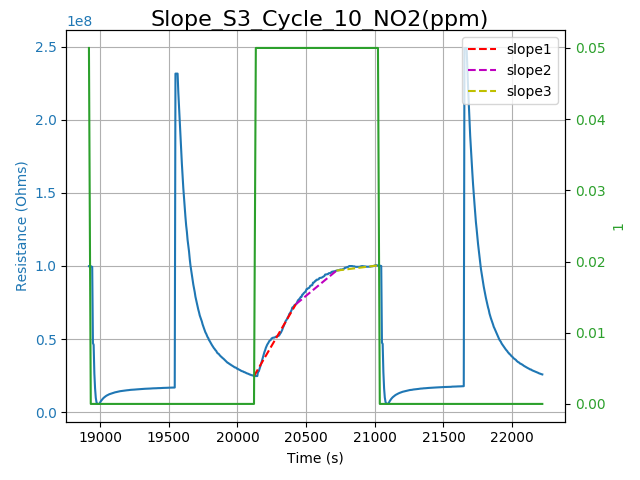 Slope_S3_Cycle_10_NO2(ppm)
1e8
slope1
slope2
slope3
2.5
2.0
1.5
1.0
0.5
0.0
Resistance (Ohms)
0.05
0.04
0.03
0.02
0.01
0.00
1
19000 19500 20000 20500 21000 21500 22000
Time (s)